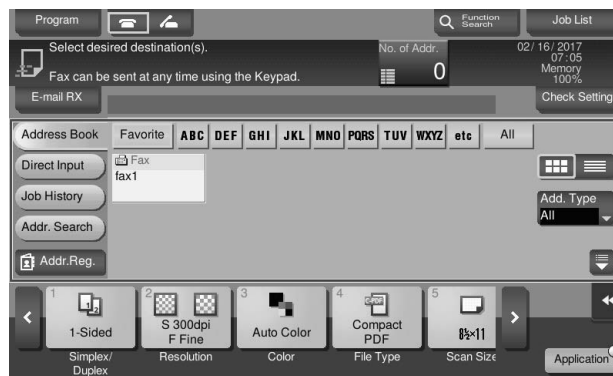 Program
Function Search
Job List
Select desired destination(s).
No. of Addr.
02/16/2017
07:05
Fax can be sent at any time using the Keypad.
0
Memory
100%
E-mail RX
Check Setting
Address Book
Favorite
ABC
DEF
GHI
JKL
MNO
PQRS
TUV
WXYZ
etc
All
Direct Input
Fax
fax1
Job History
Add. Type
All
Addr. Search
Addr.Reg.
1
1-Sided
Simplex/
Duplex
2
S 300dpi
F Fine
Resolution
3
Auto Color
Color
4
Compact
PDF
File Type
5
8½×11
Scan Size
Application